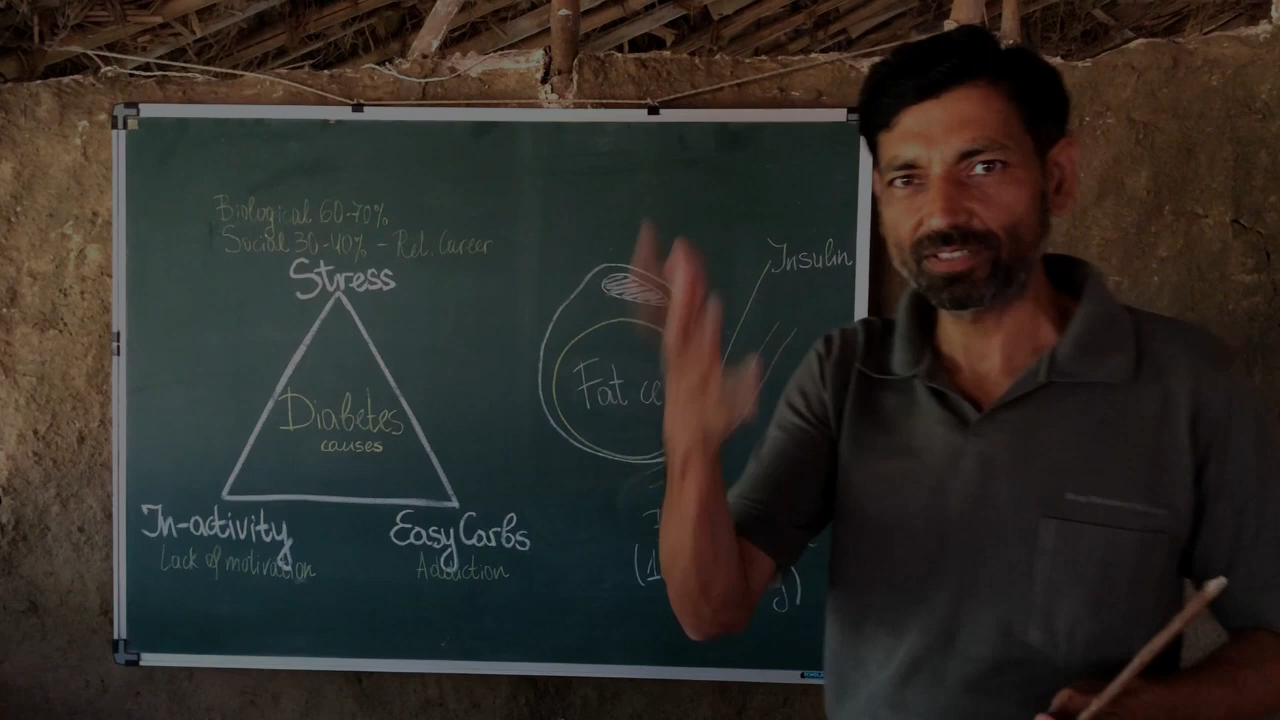 Biological 60-70%
Social 30-40% - Rel. Career
Stress
Diabetes
causes
In-activity
Lack of motivation
Easy Carbs
Addiction
Insulin
Fat ce